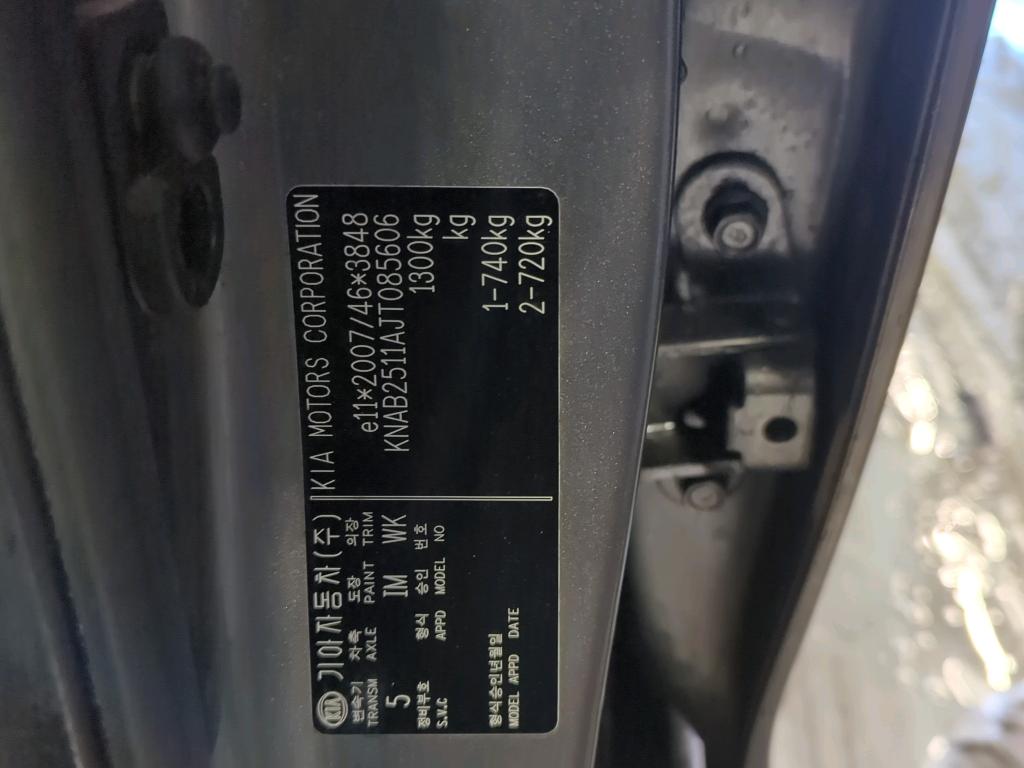 KIA 기아자동차(주) KIA MOTORS CORPORATION
변속기 차축 도장 의장
TRANSM AXLE PAINT TRIM
5 IM WK
정비부호 형식 승인 번호
S.V.C APPD MODEL NO
형식승인년월일
MODEL APPD DATE
e11*2007/46*3848
KNAB2511AJT085606
1300kg
kg
1-740kg
2-720kg